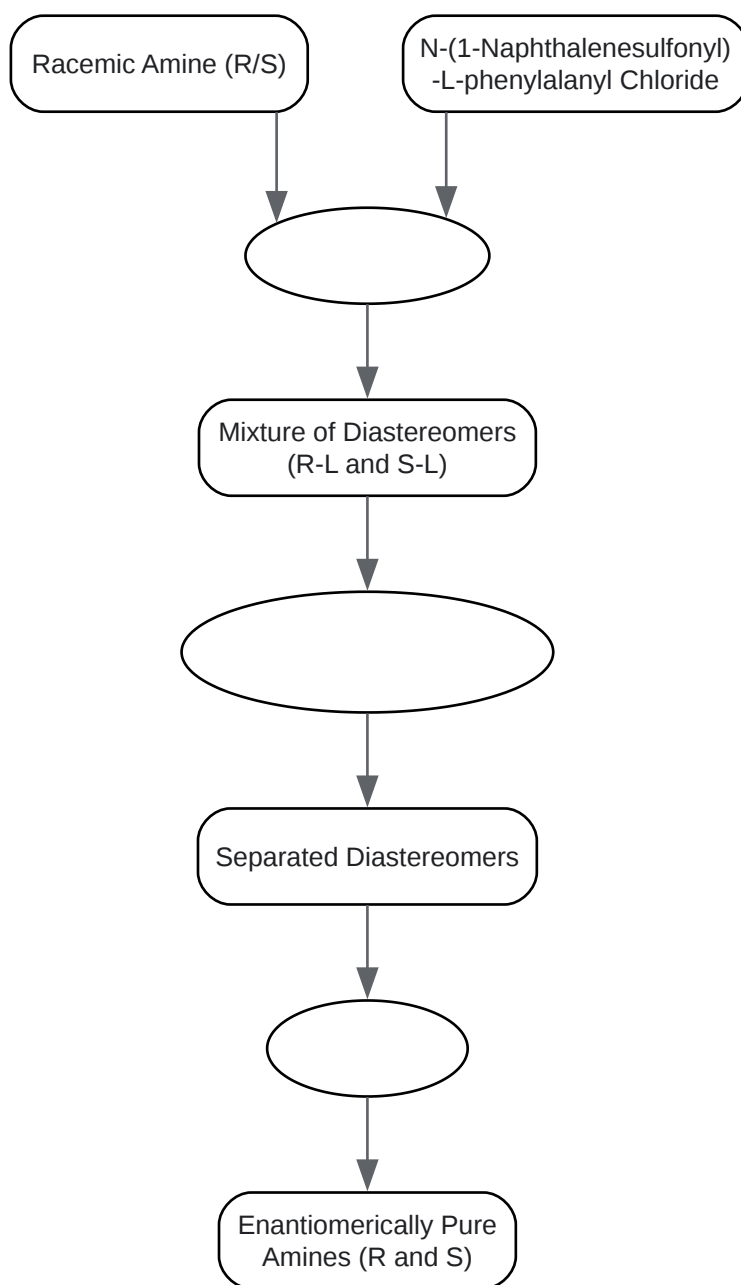 Racemic Amine (R/S)
N-(1-Naphthalenesulfonyl)
-L-phenylalanyl Chloride
Mixture of Diastereomers
(R-L and S-L)
Separated Diastereomers
Enantiomerically Pure
Amines (R and S)